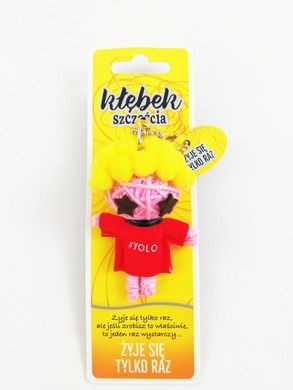 kłębek
szczęścia
ŻYJE SIĘ
TYLKO RAZ
#YOLO
Żyje się tylko raz,
ale jeśli zrobisz to właściwie,
to jeden raz wystarczy...
ŻYJE SIĘ
TYLKO RAZ